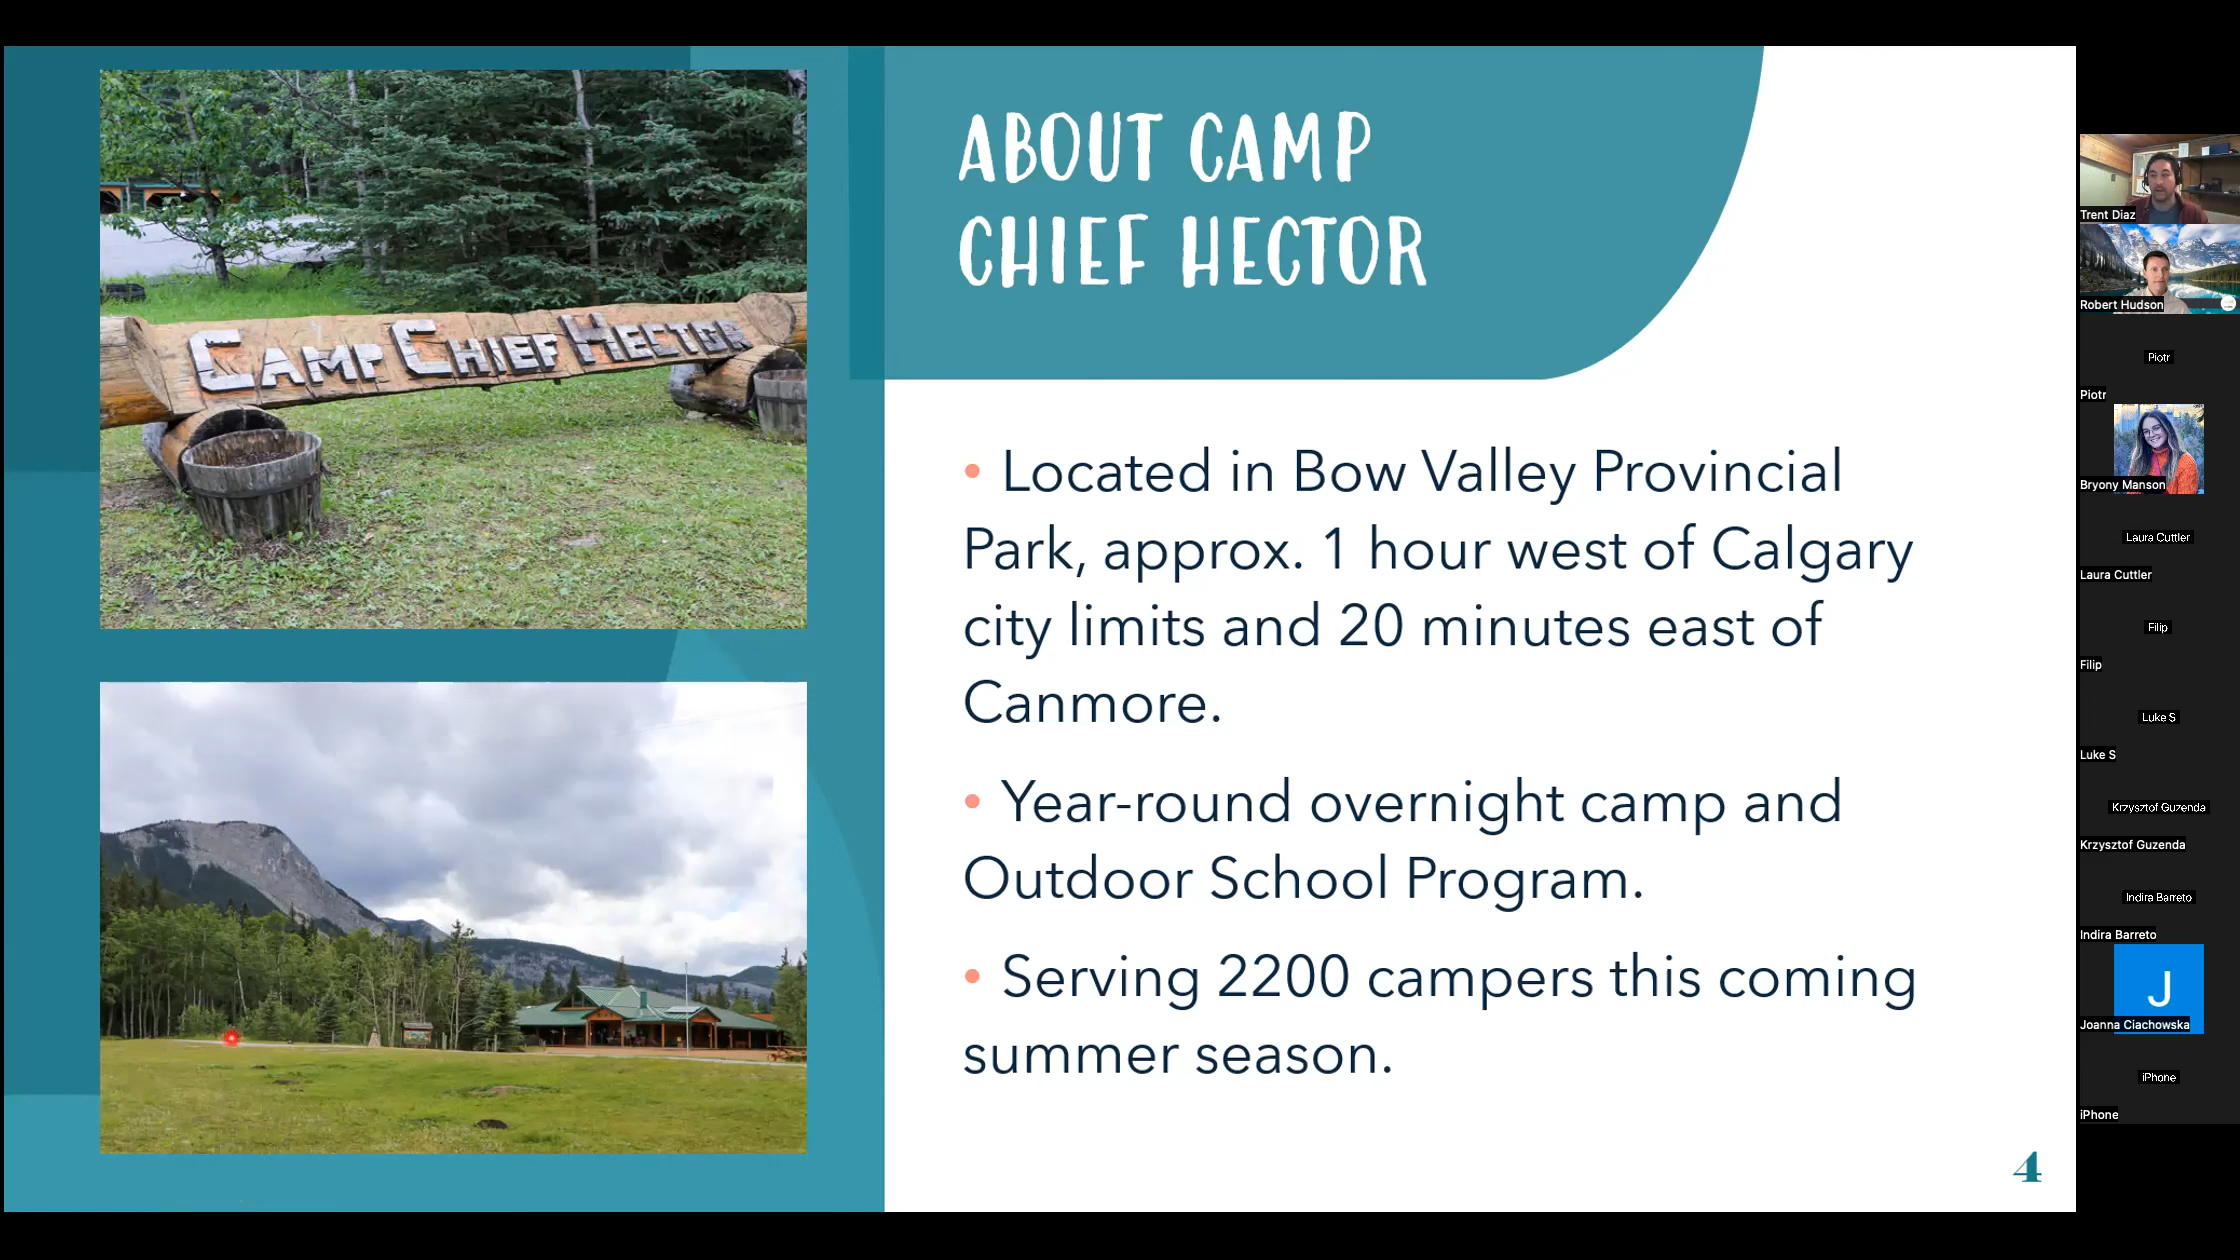 ABOUT CAMP
CHIEF HECTOR
CAMP CHIEF HECTOR
• Located in Bow Valley Provincial
Park, approx. 1 hour west of Calgary
city limits and 20 minutes east of
Canmore.
• Year-round overnight camp and
Outdoor School Program.
• Serving 2200 campers this coming
summer season.
4
Trent Diaz
Robert Hudson
Piotr
Piotr
Bryony Manson
Laura Cuttler
Laura Cuttler
Filip
Filip
Luke S
Luke S
Krzysztof Guzenda
Krzysztof Guzenda
Indira Barreto
Indira Barreto
J
Joanna Ciachowska
iPhone
iPhone